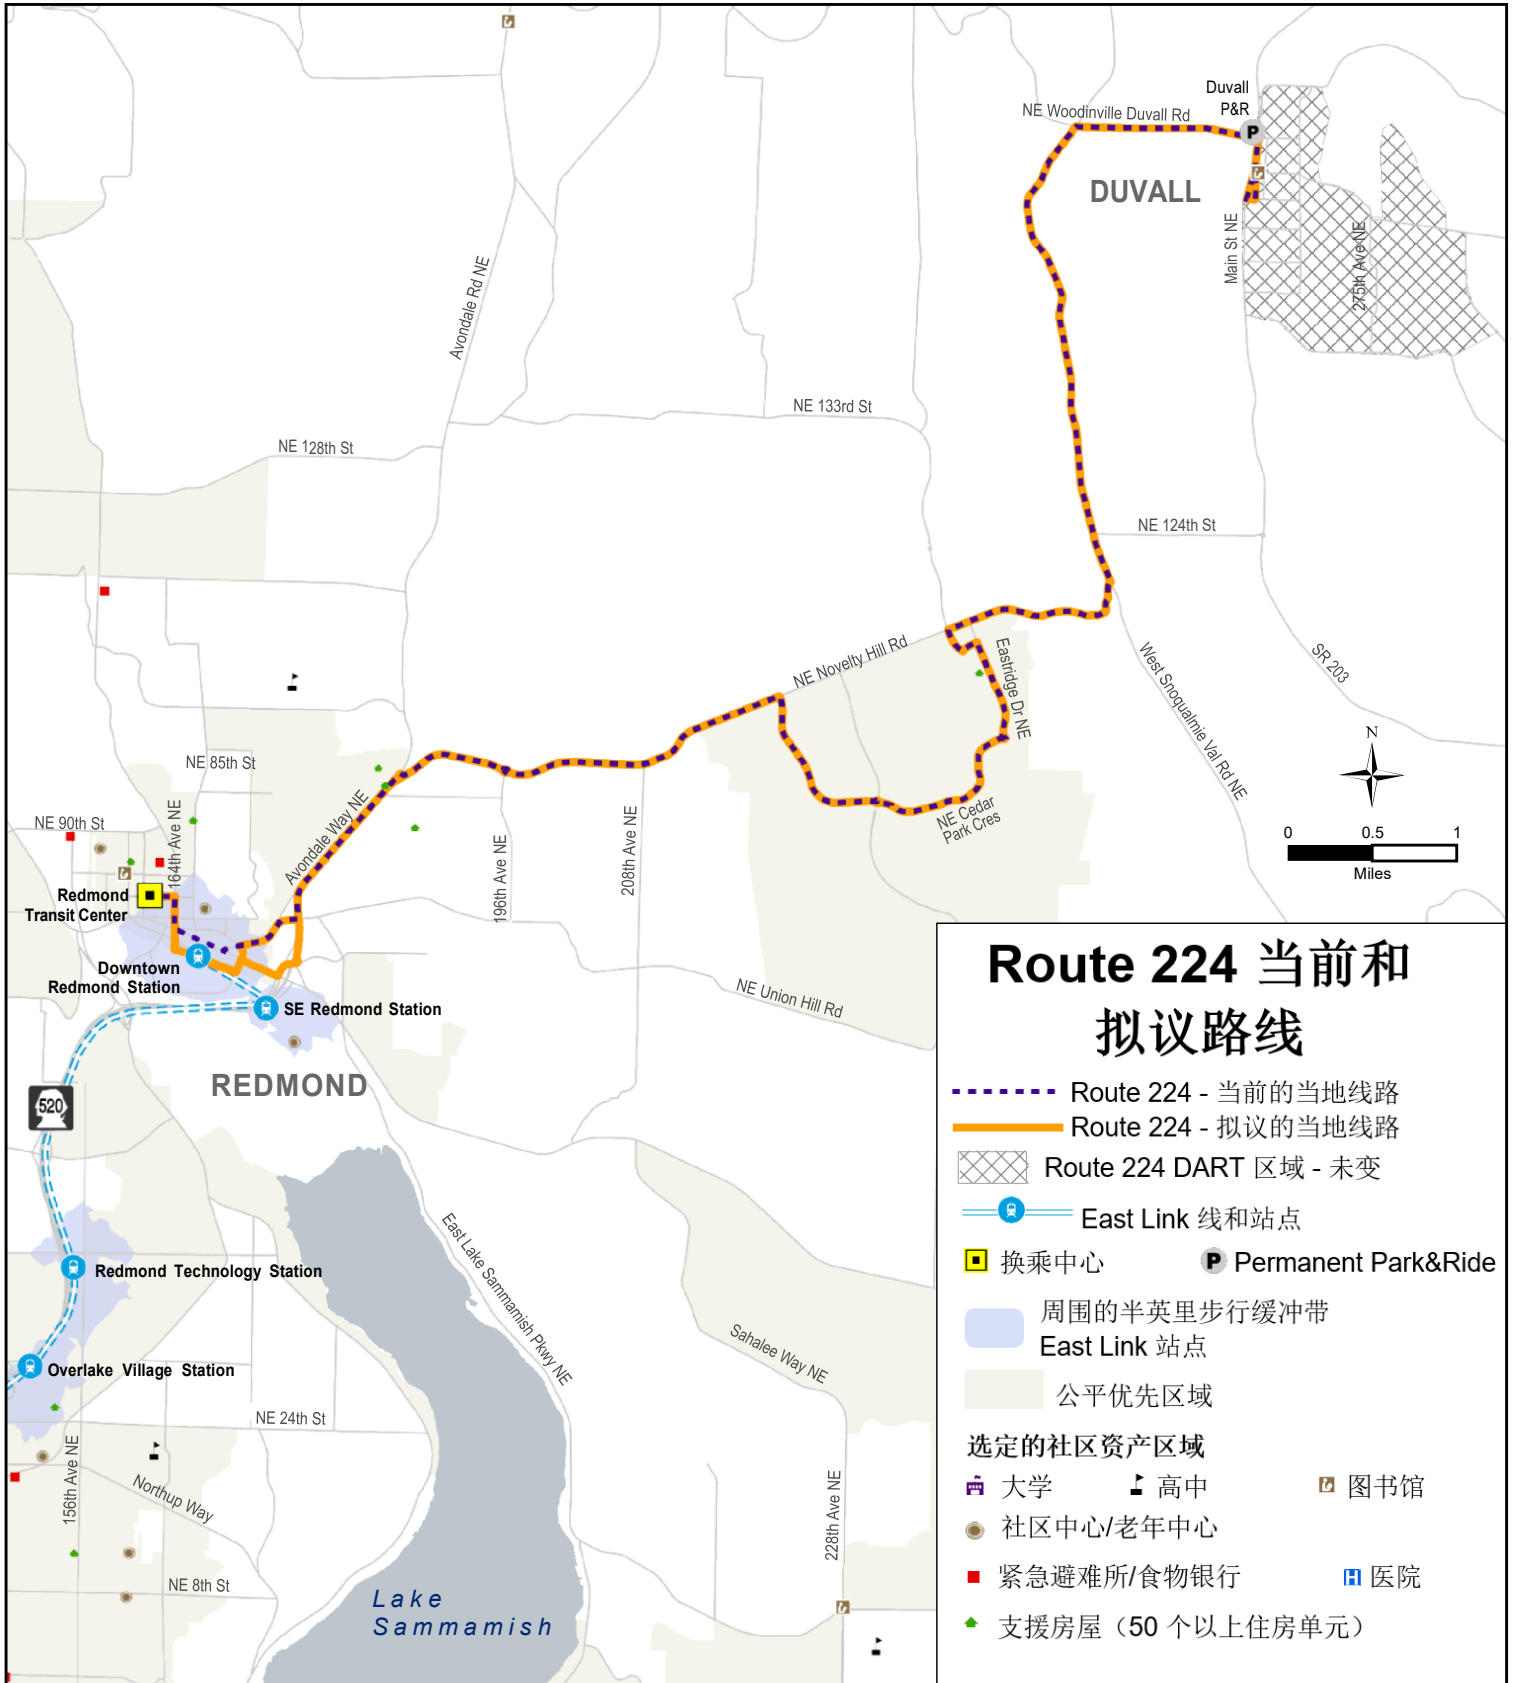 Duvall
P&R
P
NE Woodinville Duvall Rd
DUVALL
Main St NE
275th Ave NE
Avondale Rd NE
NE 133rd St
NE 128th St
NE 124th St
NE Novelty Hill Rd
Eastridge Dr NE
West Snoqualmie Val Rd NE
SR 203
N
NE 85th St
Avondale Way NE
NE 90th St
164th Ave NE
196th Ave NE
208th Ave NE
NE Cedar
Park Cres
0 0.5 1
Miles
Redmond
Transit Center
Downtown
Redmond Station
SE Redmond Station
NE Union Hill Rd
REDMOND
520
Redmond Technology Station
East Lake Sammamish Pkwy NE
Sahalee Way NE
Overlake Village Station
NE 24th St
156th Ave NE
Northup Way
228th Ave NE
NE 8th St
Lake
Sammamish
Route 224 当前和
拟议路线
Route 224 - 当前的当地线路
Route 224 - 拟议的当地线路
Route 224 DART 区域 - 未变
East Link 线和站点
换乘中心
P Permanent Park&Ride
周围的半英里步行缓冲带
East Link 站点
公平优先区域
选定的社区资产区域
大学 高中 图书馆
社区中心/老年中心
紧急避难所/食物银行 H 医院
支援房屋（50 个以上住房单元）